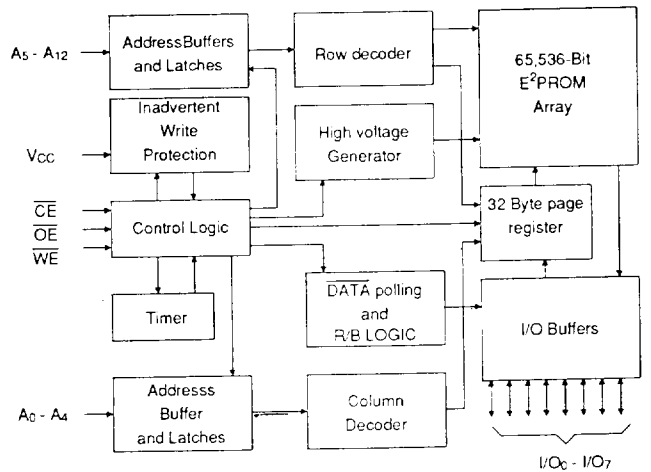 A5 - A12
AddressBuffers
and Latches
Row decoder
65,536-Bit
E²PROM
Array
Inadvertent
Write
Protection
High voltage
Generator
VCC
CE
OE
WE
Control Logic
32 Byte page
register
Timer
DATA polling
and
R/B LOGIC
I/O Buffers
A0 - A4
Addresss
Buffer
and Latches
Column
Decoder
I/O0 - I/O7